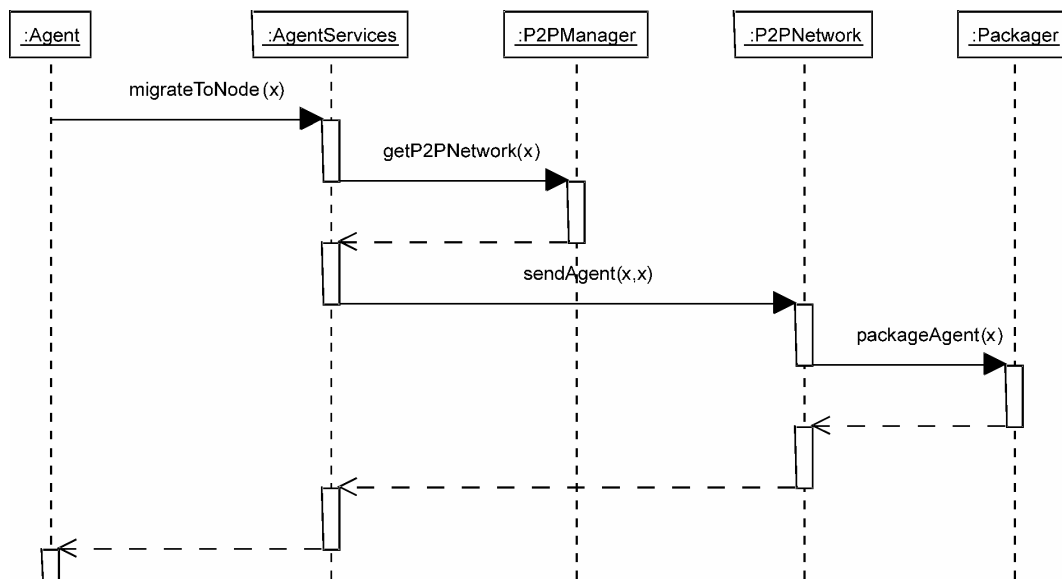 :Agent
:AgentServices
:P2PManager
:P2PNetwork
:Packager
migrateToNode(x)
getP2PNetwork(x)
sendAgent(x,x)
packageAgent(x)